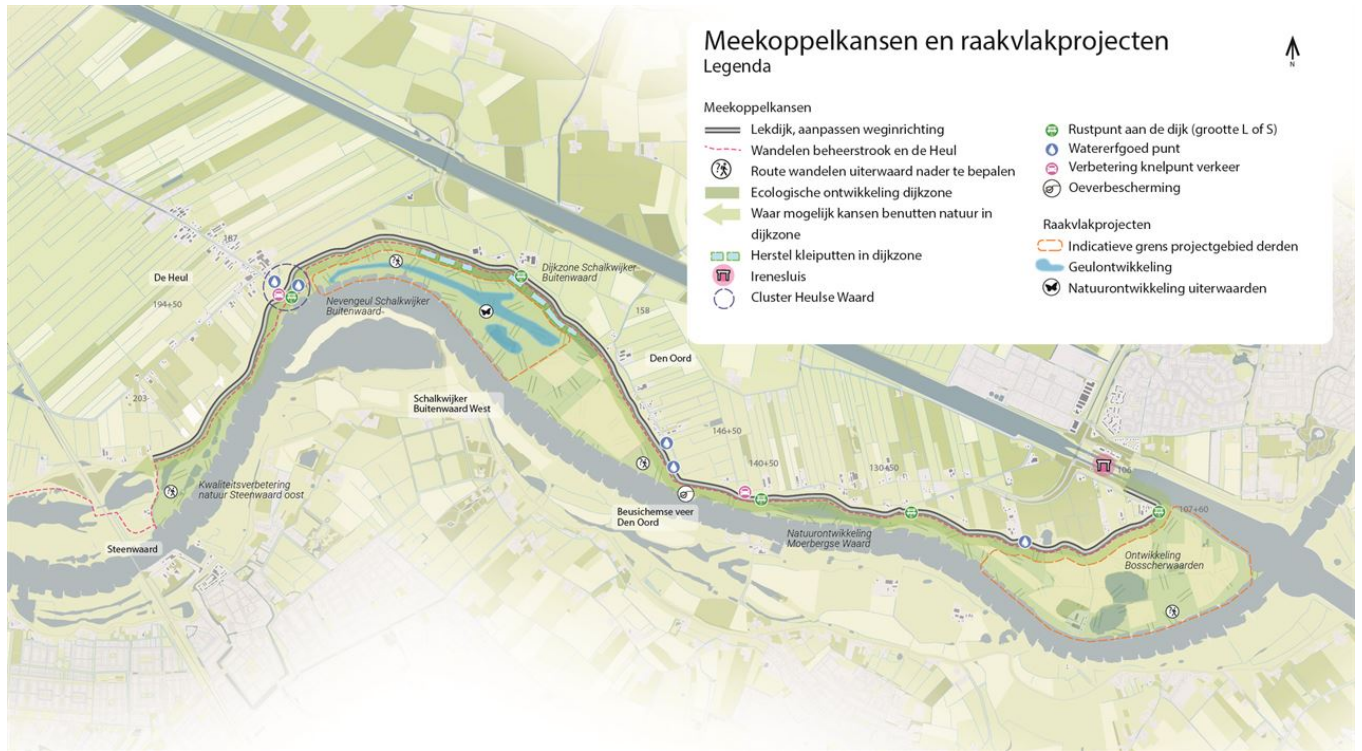 Meekoppelkansen en raakvlakprojecten
Legenda
Meekoppelkansen
Lekdijk, aanpassen weginrichting
Wandelen beheerstrook en de Heul
Route wandelen uiterwaard nader te bepalen
Ecologische ontwikkeling dijkzone
Waar mogelijk kansen benutten natuur in
dijkzone
Herstel kleiputten in dijkzone
Irenesluis
Cluster Heulse Waard
Rustpunt aan de dijk (grootte L of S)
Watererfgoed punt
Verbetering knelpunt verkeer
Oeverbescherming
Raakvlakprojecten
Indicatieve grens projectgebied derden
Geulontwikkeling
Natuurontwikkeling uiterwaarden
N
187
De Heul
194+50
Dijkzone Schalkwijker
Buitenwaard
Nevengeul Schalkwijker
Buitenwaard
158
Den Oord
203
Schalkwijker
Buitenwaard West
146+50
140+50
130+50
106
107+60
Kwaliteitsverbetering
natuur Steenwaard oost
Beusichemse veer
Den Oord
Natuurontwikkeling
Moerbergse Waard
Ontwikkeling
Bosscherwaarden
Steenwaard